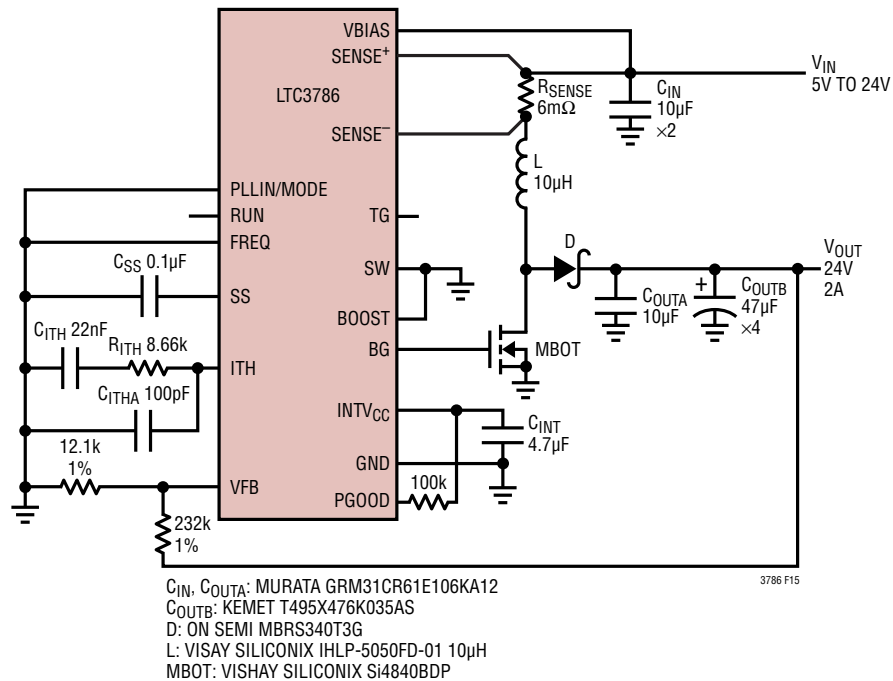 VBIAS
SENSE+
LTC3786
SENSE–
VIN
5V TO 24V
RSENSE
6mΩ
CIN
10µF
×2
L
10µH
PLLIN/MODE
RUN
FREQ
TG
CSS 0.1µF
SS
SW
D
VOUT
24V
2A
COUTA
10µF
+
COUTB
47µF
×4
BOOST
CITH 22nF
RITH 8.66k
ITH
BG
MBOT
CITHA 100pF
INTVCC
CINT
4.7µF
12.1k
1%
GND
VFB
PGOOD
100k
232k
1%
3786 F15
CIN, COUTA: MURATA GRM31CR61E106KA12
COUTB: KEMET T495X476K035AS
D: ON SEMI MBRS340T3G
L: VISAY SILICONIX IHLP-5050FD-01 10µH
MBOT: VISHAY SILICONIX Si4840BDP